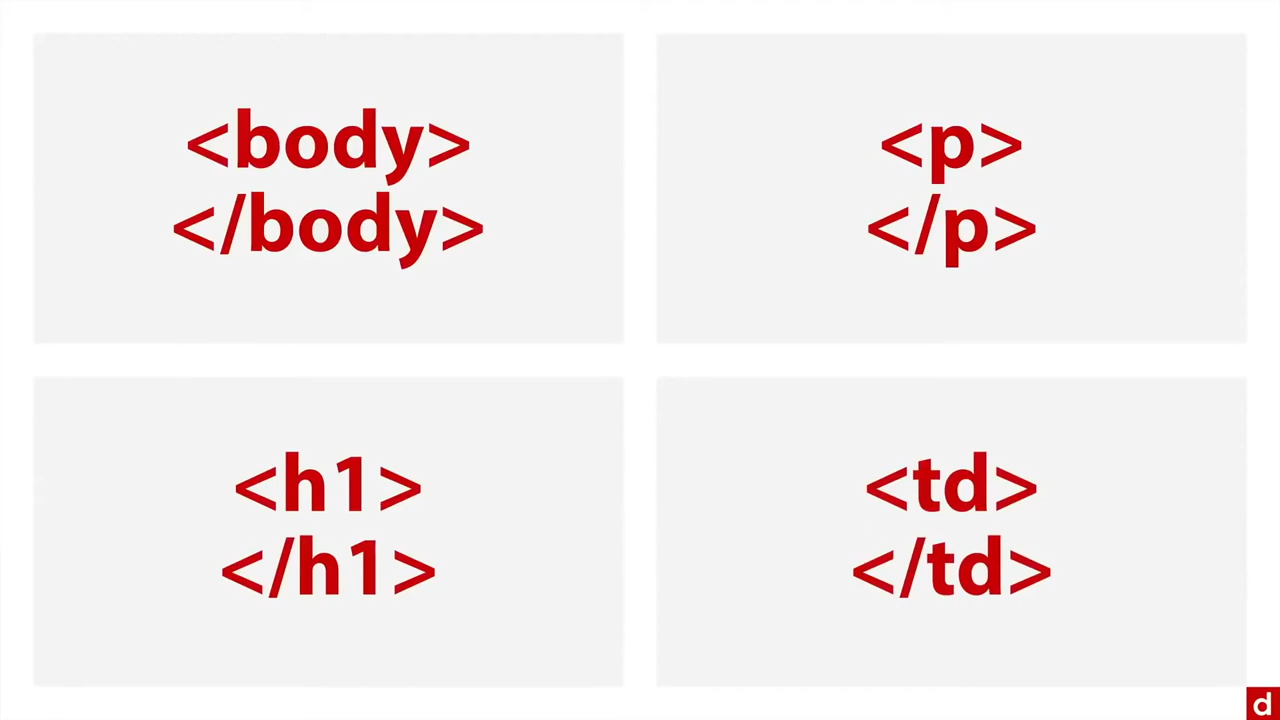 <body>
</body>
<p>
</p>
<h1>
</h1>
<td>
</td>
d